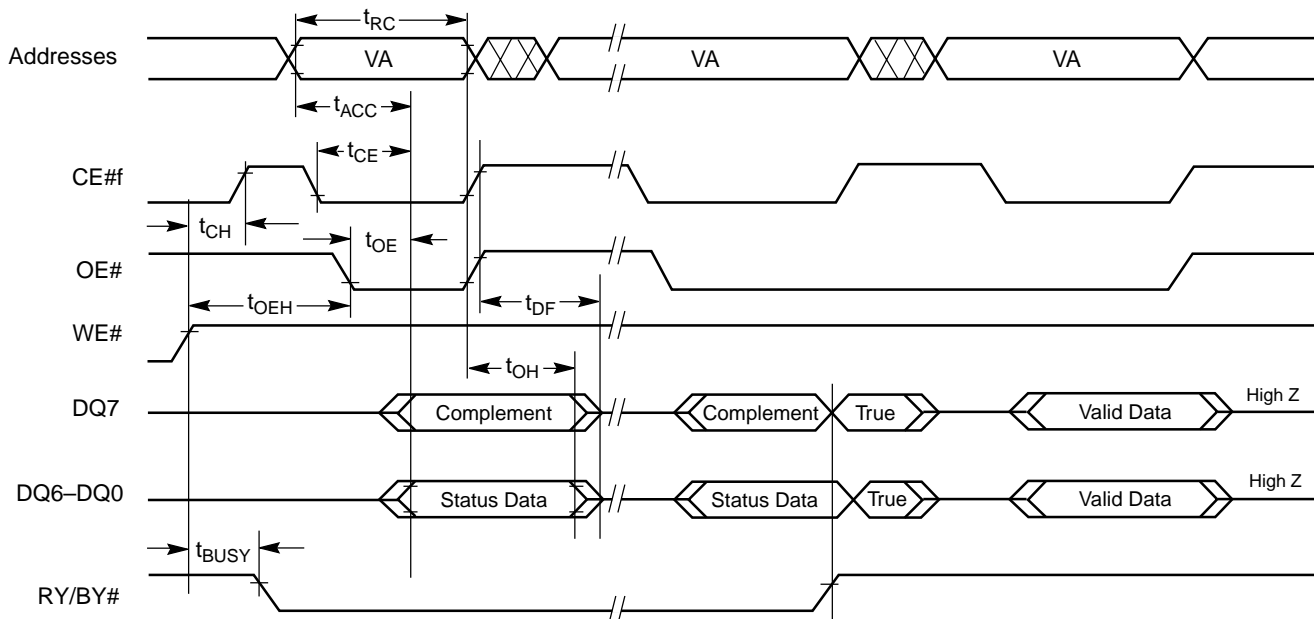 tRC
Addresses VA VA VA
tACC
tCE
CE#f
tCH
tOE
OE#
tOEH
tDF
WE#
tOH
DQ7 Complement Complement True Valid Data High Z
DQ6–DQ0 Status Data Status Data True Valid Data High Z
tBUSY
RY/BY#